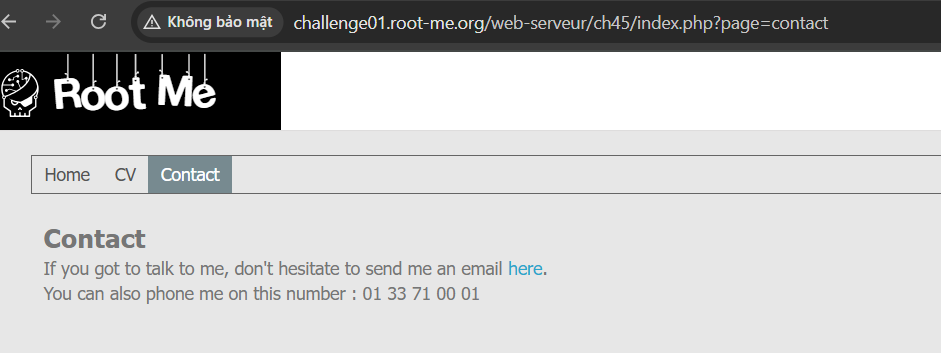 Không bảo mật challenge01.root-me.org/web-serveur/ch45/index.php?page=contact
Root Me
Home CV Contact
Contact
If you got to talk to me, don't hesitate to send me an email here.
You can also phone me on this number : 01 33 71 00 01